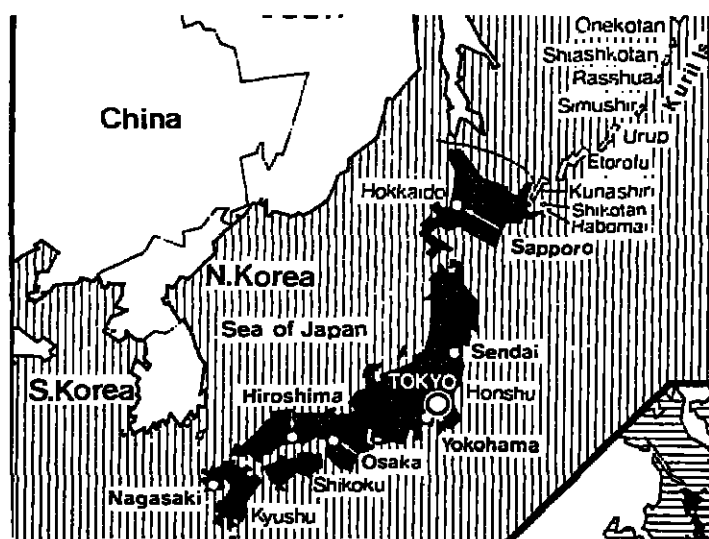 Onekotan
Shiashkotan
Rasshua
Kuril Is
Simushir
China
Urup
Etorofu
Hokkaido
Kunashiri
Shikotan
Habomai
Sapporo
N.Korea
Sea of Japan
Sendai
S.Korea
TOKYO
Hiroshima
Honshu
Yokohama
Osaka
Shikoku
Nagasaki
Kyushu